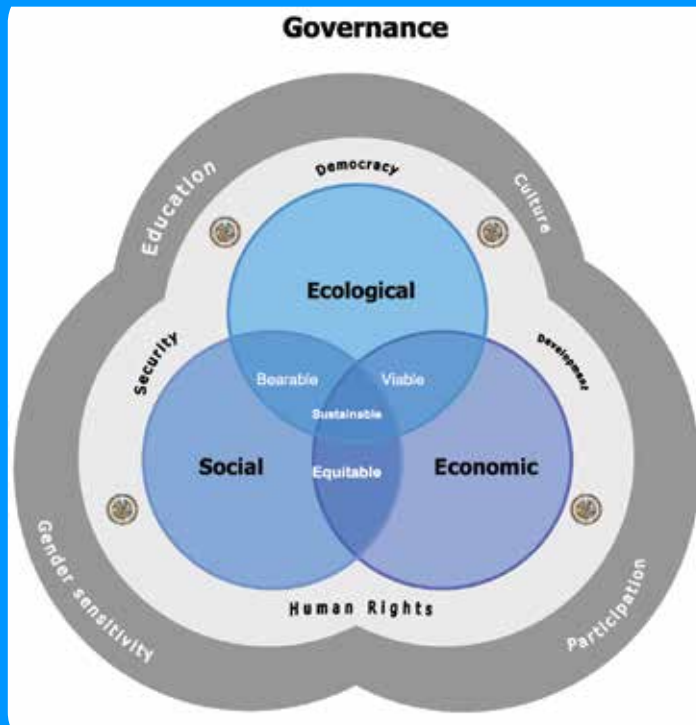 Governance
Education
Culture
Democracy
Ecological
Security
Development
Bearable
Viable
Sustainable
Social
Equitable
Economic
Gender sensitivity
Human Rights
Participation